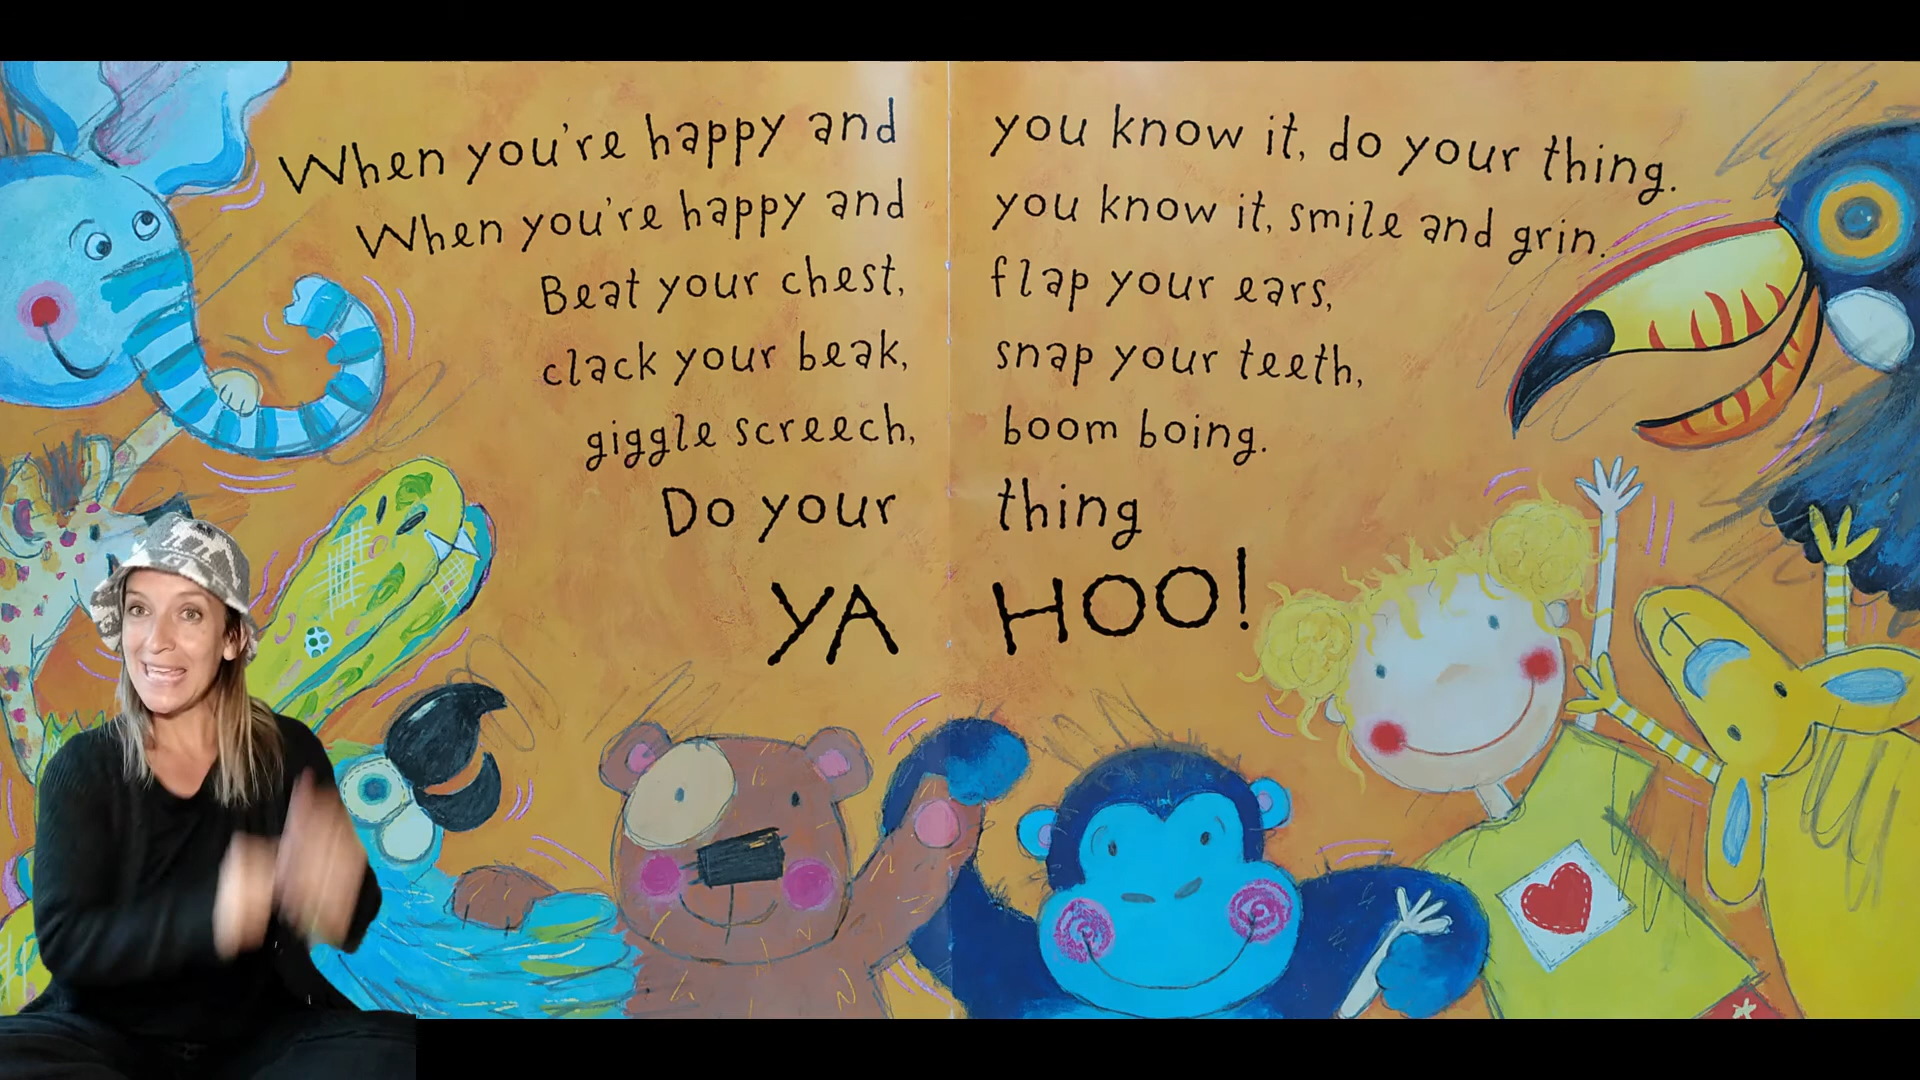 When you're happy and you know it, do your thing.
When you're happy and you know it, smile and grin.
Beat your chest, flap your ears,
clack your beak, snap your teeth,
giggle screech, boom boing.
Do your thing
YA HOO!